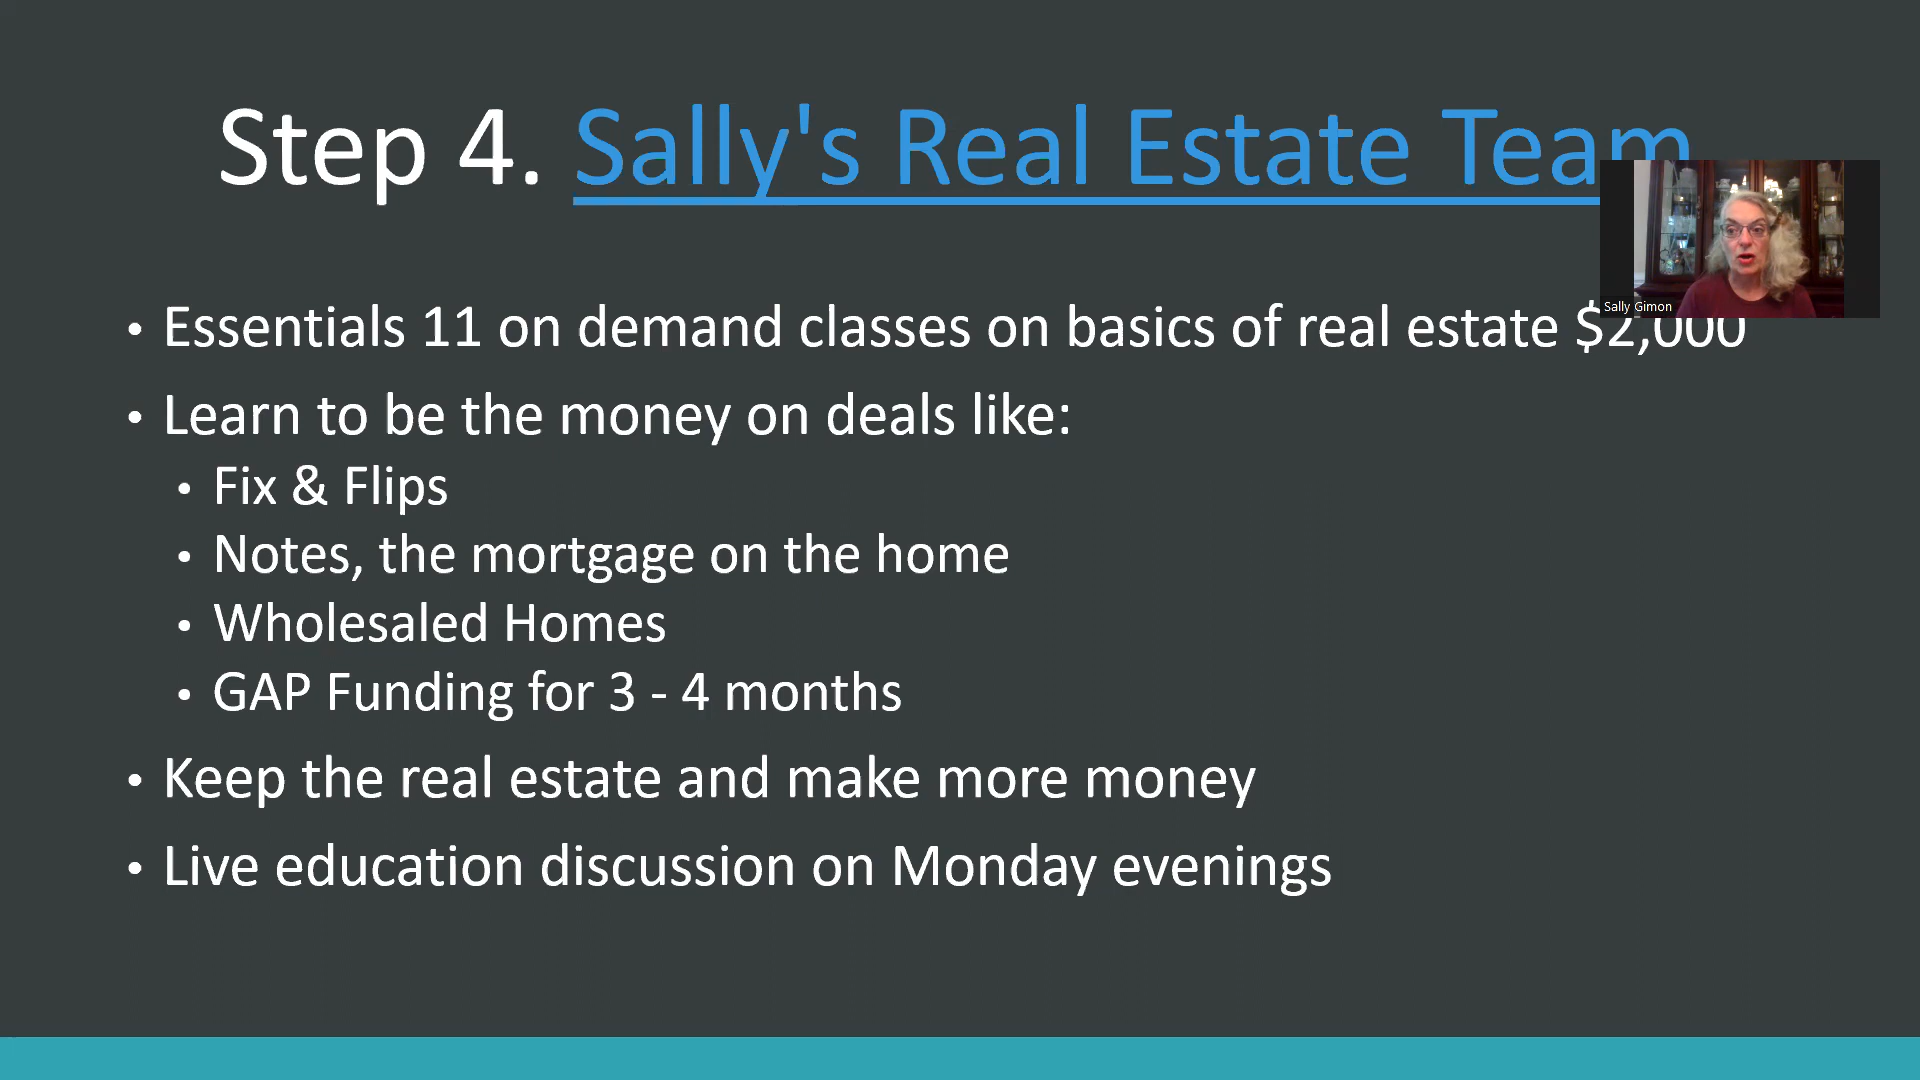 Step 4. Sally's Real Estate Team
Sally Gimon
• Essentials 11 on demand classes on basics of real estate $2,000
• Learn to be the money on deals like:
• Fix & Flips
• Notes, the mortgage on the home
• Wholesaled Homes
• GAP Funding for 3 - 4 months
• Keep the real estate and make more money
• Live education discussion on Monday evenings